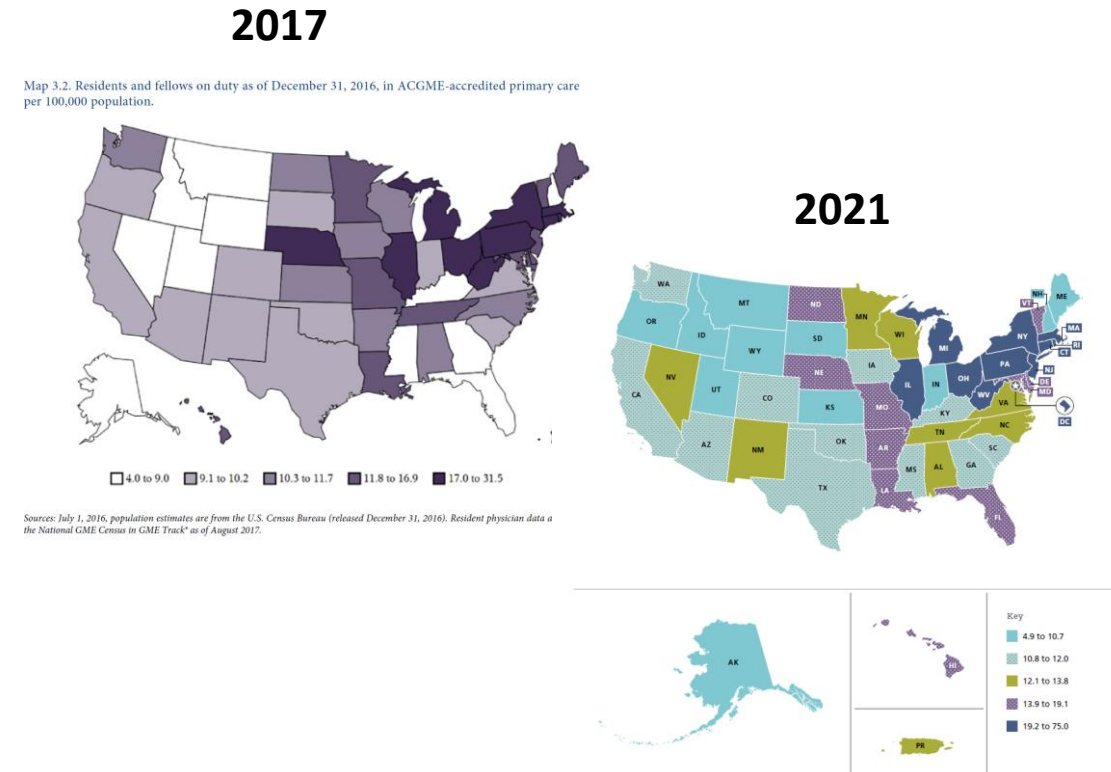 2017
Map 3.2. Residents and fellows on duty as of December 31, 2016, in ACGME-accredited primary care
per 100,000 population.
4.0 to 9.0 9.1 to 10.2 10.3 to 11.7 11.8 to 16.9 17.0 to 31.5
Sources: July 1, 2016, population estimates are from the U.S. Census Bureau (released December 31, 2016). Resident physician data a
the National GME Census in GME Track® as of August 2017.
2021
WA
MT
ND
MN
NH
VT
ME
OR
ID
SD
WI
MI
NY
MA
RI
CT
WY
IA
PA
NJ
NE
NV
UT
CO
IL
IN
OH
DE
MD
CA
KS
MO
WV
VA
DC
KY
AZ
NM
OK
AR
TN
NC
SC
TX
MS
AL
GA
LA
FL
AK
HI
PR
Key
4.9 to 10.7
10.8 to 12.0
12.1 to 13.8
13.9 to 19.1
19.2 to 75.0